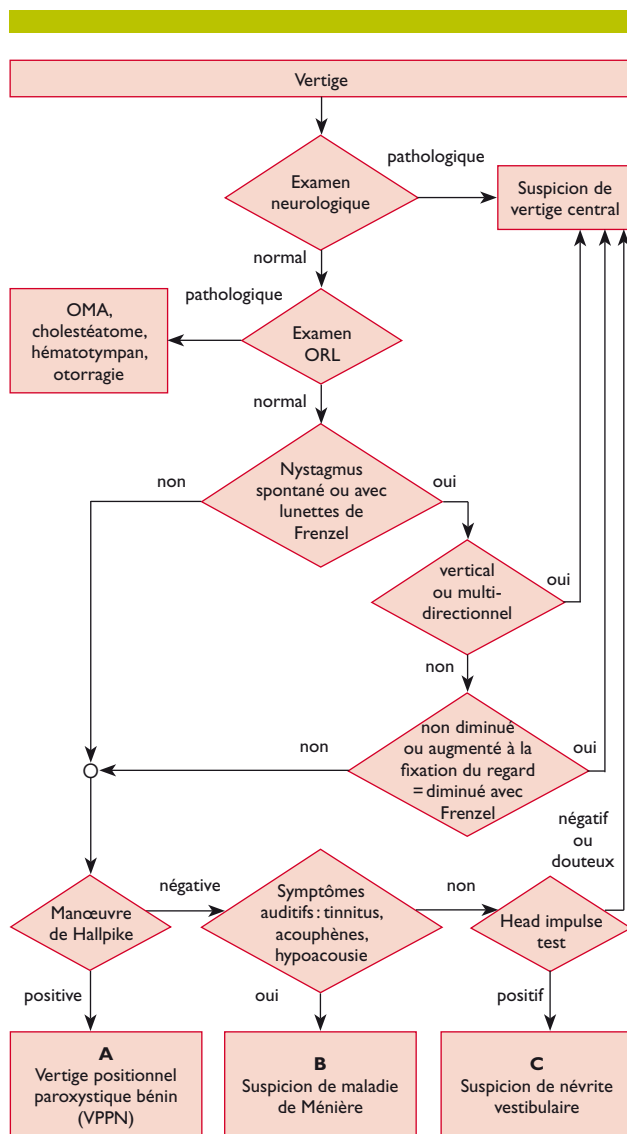 Vertige
pathologique
Examen
neurologique
Suspicion de
vertige central
normal
pathologique
OMA,
cholestéatome,
hématotympan,
otorragie
Examen
ORL
normal
non
Nystagmus
spontané ou avec
lunettes de
Frenzel
oui
vertical
ou multi-
directionnel
oui
non
non
non diminué
ou augmenté à la
fixation du regard
= diminué avec
Frenzel
oui
négatif
ou
douteux
Manœuvre
de Hallpike
négative
Symptômes
auditifs : tinnitus,
acouphènes,
hypoacousie
non
Head impulse
test
positive
oui
positif
A
Vertige positionnel
paroxystique bénin
(VPPN)
B
Suspicion de maladie
de Ménière
C
Suspicion de névrite
vestibulaire